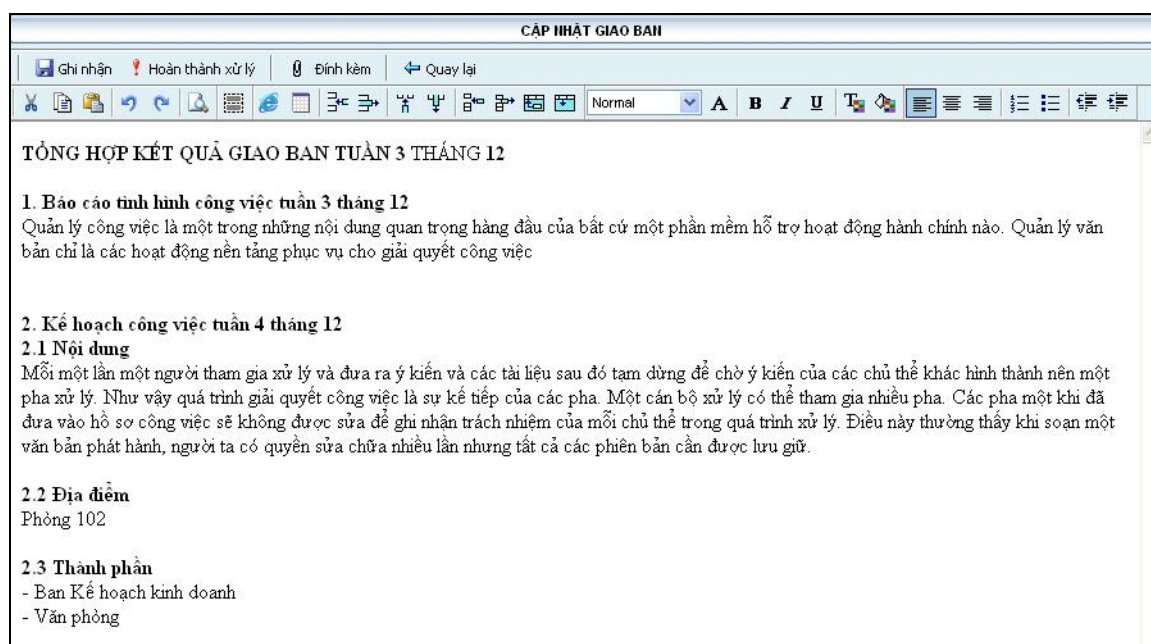 CẬP NHẬT GIAO BAN
Ghi nhận Hoàn thành xử lý Đính kèm Quay lại
Normal A B I U
TỔNG HỢP KẾT QUẢ GIAO BAN TUẦN 3 THÁNG 12
1. Báo cáo tình hình công việc tuần 3 tháng 12
Quản lý công việc là một trong những nội dung quan trọng hàng đầu của bất cứ một phần mềm hỗ trợ hoạt động hành chính nào. Quản lý văn
bản chỉ là các hoạt động nền tảng phục vụ cho giải quyết công việc
2. Kế hoạch công việc tuần 4 tháng 12
2.1 Nội dung
Mỗi một lần một người tham gia xử lý và đưa ra ý kiến và các tài liệu sau đó tạm dừng để chờ ý kiến của các chủ thể khác hình thành nên một
pha xử lý. Như vậy quá trình giải quyết công việc là sự kế tiếp của các pha. Một cán bộ xử lý có thể tham gia nhiều pha. Các pha một khi đã
đưa vào hồ sơ công việc sẽ không được sửa để ghi nhận trách nhiệm của mỗi chủ thể trong quá trình xử lý. Điều này thường thấy khi soạn một
văn bản phát hành, người ta có quyền sửa chữa nhiều lần nhưng tất cả các phiên bản cần được lưu giữ.
2.2 Địa điểm
Phòng 102
2.3 Thành phần
- Ban Kế hoạch kinh doanh
- Văn phòng